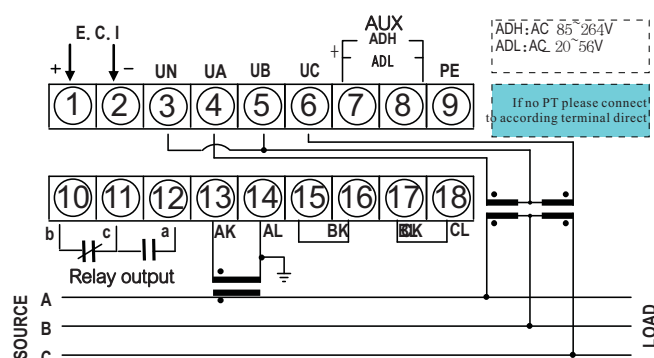 E. C. I
AUX
ADH
ADL
ADH:AC 85~264V
ADL:AC 20~56V
+ − UN UA UB UC + PE
1 2 3 4 5 6 7 8 9
If no PT please connect
to according terminal direct
10 11 12 13 14 15 16 17 18
b c a AK AL BK BK CL
Relay output
SOURCE
A
B
C
LOAD